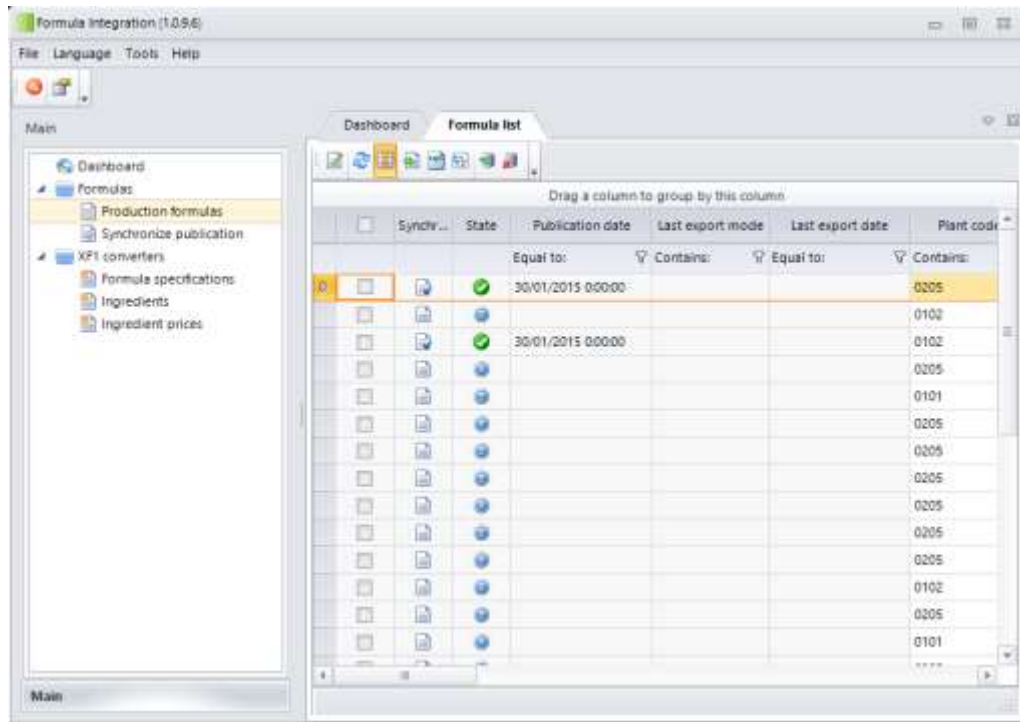 Formula Integration (1.0.9.6)
File Language Tools Help
Main
Dashboard Formula list
Dashboard
Formulas
Production formulas
Synchronize publication
XF1 converters
Formula specifications
Ingredients
Ingredient prices
Drag a column to group by this column
Synchr... State Publication date Last export mode Last export date Plant code
Equal to: Contains: Equal to: Contains:
30/01/2015 0:00:00 0205
0102
30/01/2015 0:00:00 0102
0205
0101
0205
0205
0205
0205
0205
0205
0102
0205
0101
Main